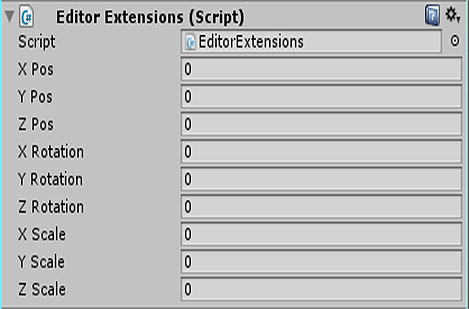 Editor Extensions (Script)
Script EditorExtensions
X Pos 0
Y Pos 0
Z Pos 0
X Rotation 0
Y Rotation 0
Z Rotation 0
X Scale 0
Y Scale 0
Z Scale 0